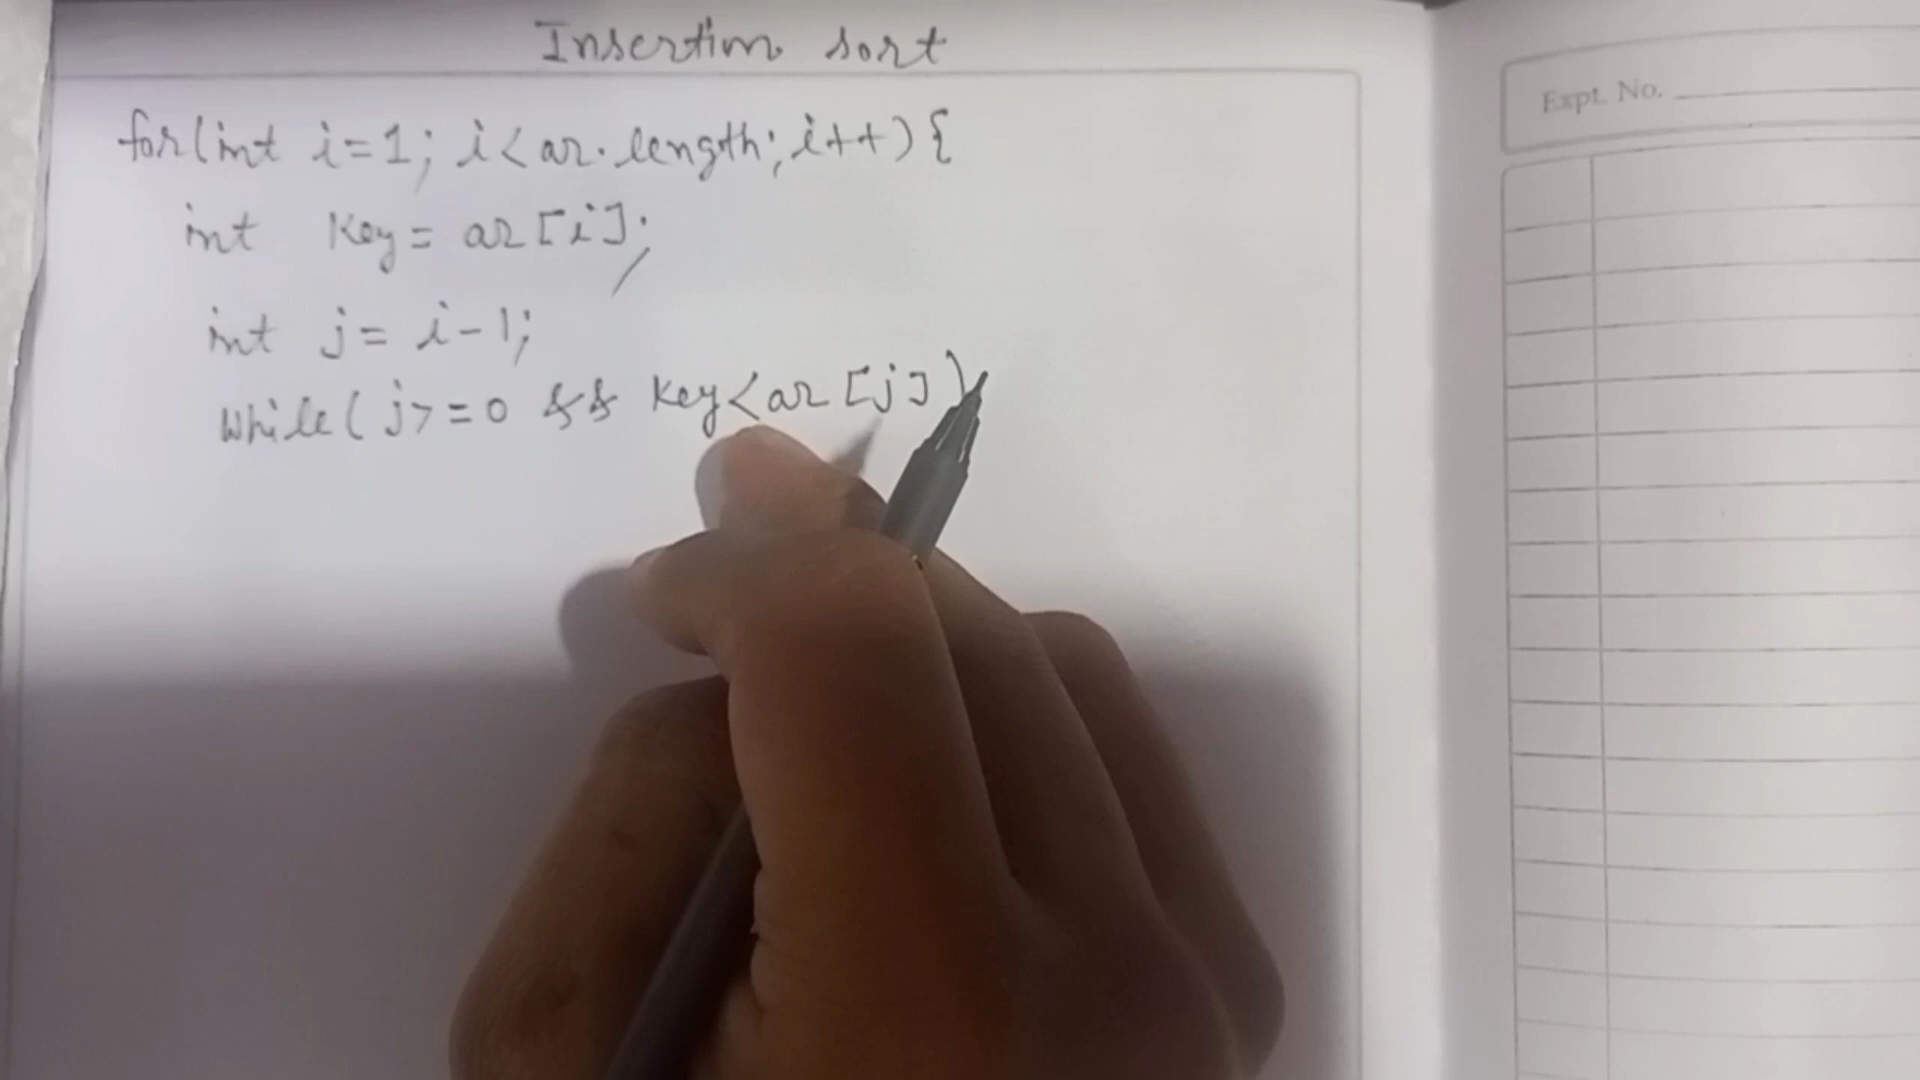 Insertion sort
for(int i=1; i<ar.length; i++){
int key= ar[i];
int j= i-1;
while( j>=0 && key<ar[j])
Expt. No.